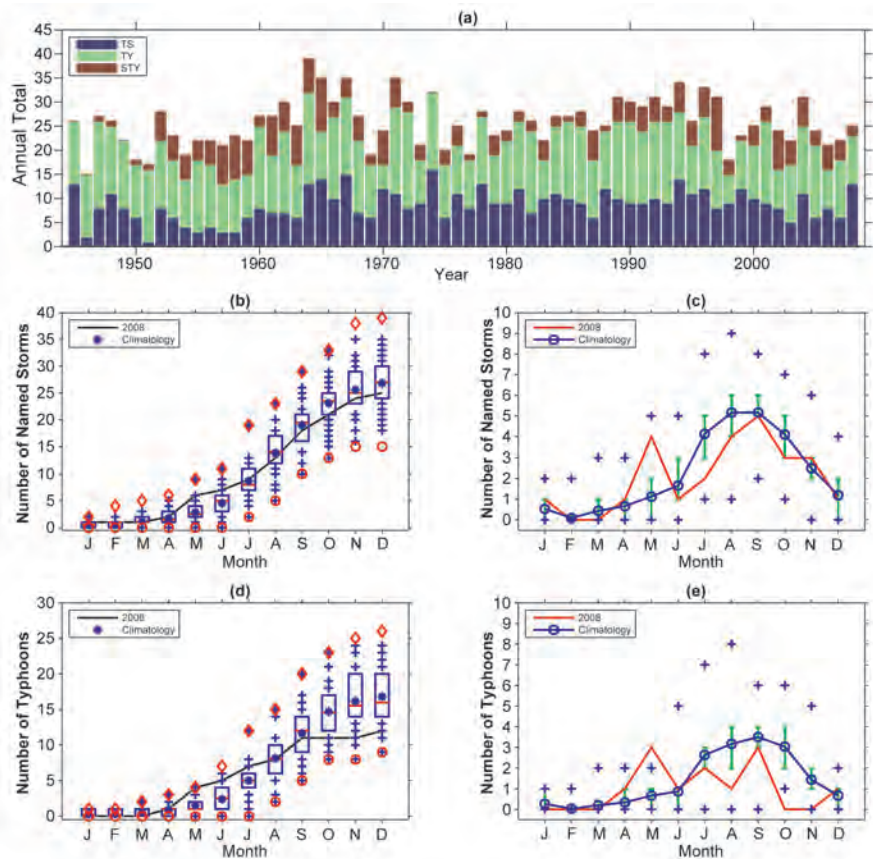 (a)
45
40
35
30
25
20
15
10
5
0
TS
TY
STY
Annual Total
1950 1960 1970 1980 1990 2000
Year
(b)
40
35
30
25
20
15
10
5
0
2008
Climatology
Number of Named Storms
J F M A M J J A S O N D
Month
(c)
10
9
8
7
6
5
4
3
2
1
0
2008
Climatology
Number of Named Storms
J F M A M J J A S O N D
Month
(d)
30
25
20
15
10
5
0
2008
Climatology
Number of Typhoons
J F M A M J J A S O N D
Month
(e)
10
9
8
7
6
5
4
3
2
1
0
2008
Climatology
Number of Typhoons
J F M A M J J A S O N D
Month